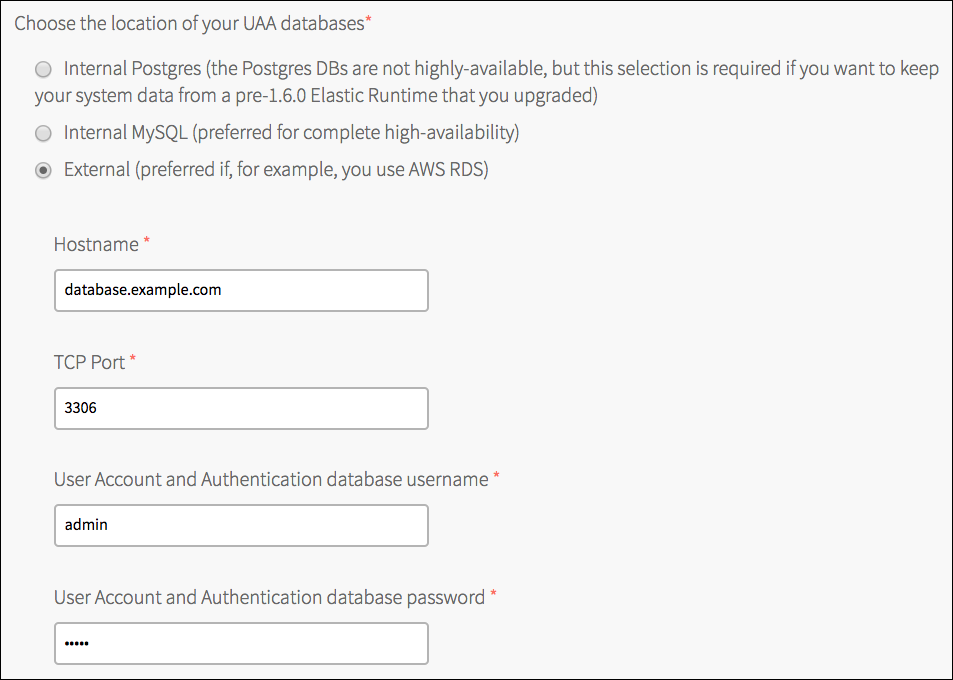 Choose the location of your UAA databases*
Internal Postgres (the Postgres DBs are not highly-available, but this selection is required if you want to keep
your system data from a pre-1.6.0 Elastic Runtime that you upgraded)
Internal MySQL (preferred for complete high-availability)
External (preferred if, for example, you use AWS RDS)
Hostname *
database.example.com
TCP Port *
3306
User Account and Authentication database username *
admin
User Account and Authentication database password *
•••••